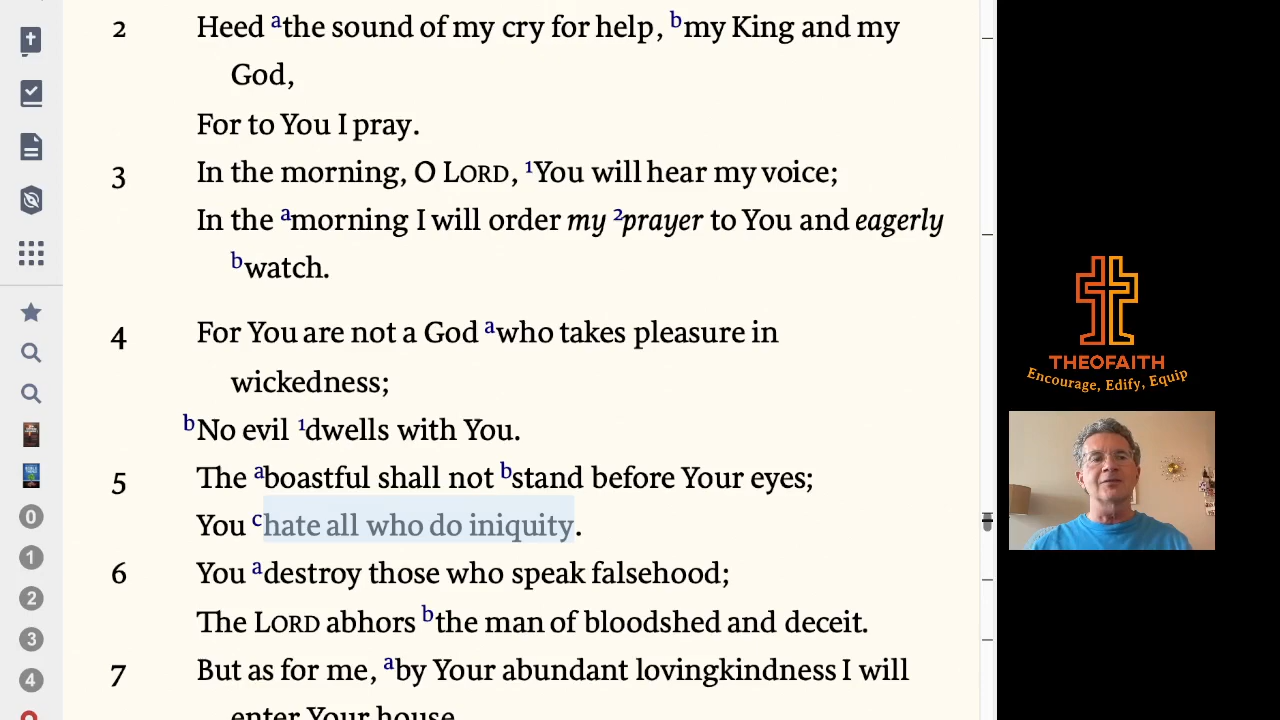 2 Heed athe sound of my cry for help, bmy King and my
God,
For to You I pray.
3 In the morning, O LORD, 1You will hear my voice;
In the amorning I will order my 2prayer to You and eagerly
bwatch.
4 For You are not a God awho takes pleasure in
wickedness;
bNo evil 1dwells with You.
5 The aboastful shall not bstand before Your eyes;
You chate all who do iniquity.
6 You adestroy those who speak falsehood;
The LORD abhors bthe man of bloodshed and deceit.
7 But as for me, aby Your abundant lovingkindness I will
enter Your house
0
1
2
3
4
THEOFAITH
Encourage, Edify, Equip